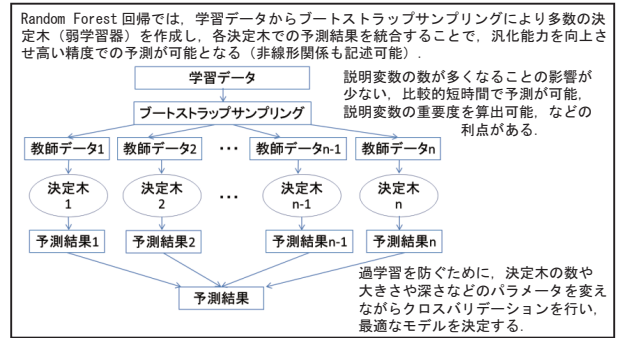 Random Forest 回帰では，学習データからブートストラップサンプリングにより多数の決
定木（弱学習器）を作成し，各決定木での予測結果を統合することで，汎化能力を向上さ
せ高い精度での予測が可能となる（非線形関係も記述可能）．
学習データ
説明変数の数が多くなることの影響が
少ない，比較的短時間で予測が可能，
説明変数の重要度を算出可能，などの
利点がある．
ブートストラップサンプリング
教師データ1 教師データ2 ･･･ 教師データn-1 教師データn
決定木 決定木 ･･･ 決定木 決定木
1 2 n-1 n
予測結果1 予測結果2 予測結果n-1 予測結果n
予測結果
過学習を防ぐために，決定木の数や
大きさや深さなどのパラメータを変え
ながらクロスバリデーションを行い，
最適なモデルを決定する．